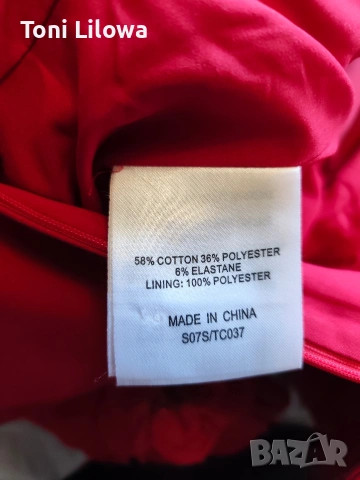 Toni Lilowa
58% COTTON 36% POLYESTER
6% ELASTANE
LINING: 100% POLYESTER
MADE IN CHINA
S07S/TC037
BAZAR